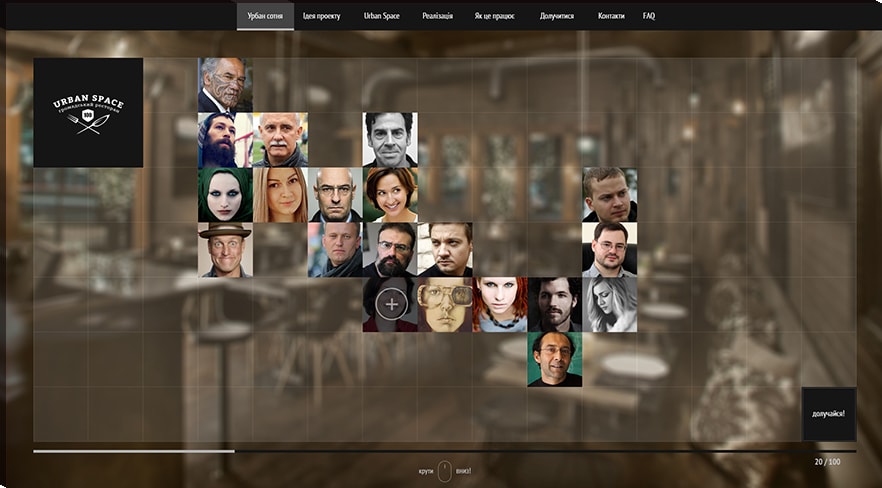 Урбан сотня
Ідея проекту
Urban Space
Реалізація
Як це працює
Долучитися
Контакти
FAQ
URBAN SPACE
громадський ресторан
100
долучайся!
20 / 100
крути вниз!